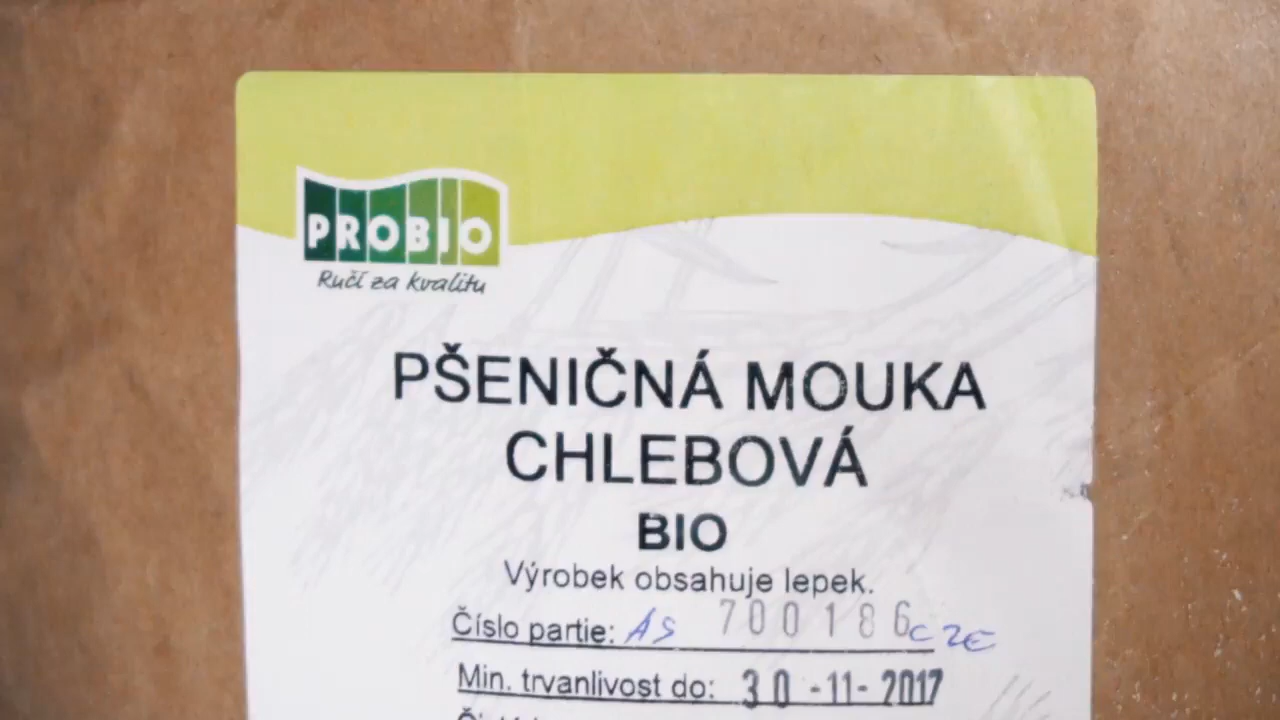 PROBIO
Ručí za kvalitu
PŠENIČNÁ MOUKA
CHLEBOVÁ
BIO
Výrobek obsahuje lepek.
Číslo partie: AS 700186 CZE
Min. trvanlivost do: 30-11-2017